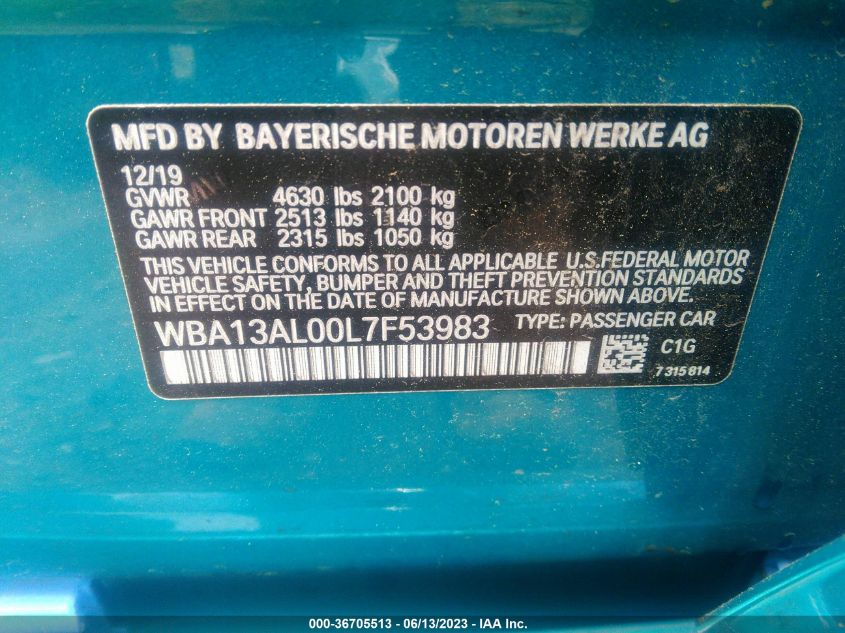 MFD BY BAYERISCHE MOTOREN WERKE AG
12/19
GVWR 4630 lbs 2100 kg
GAWR FRONT 2513 lbs 1140 kg
GAWR REAR 2315 lbs 1050 kg
THIS VEHICLE CONFORMS TO ALL APPLICABLE U.S.FEDERAL MOTOR
VEHICLE SAFETY, BUMPER AND THEFT PREVENTION STANDARDS
IN EFFECT ON THE DATE OF MANUFACTURE SHOWN ABOVE.
WBA13AL00L7F53983 TYPE: PASSENGER CAR
C1G
7 315 814
000-36705513 - 06/13/2023 - IAA Inc.